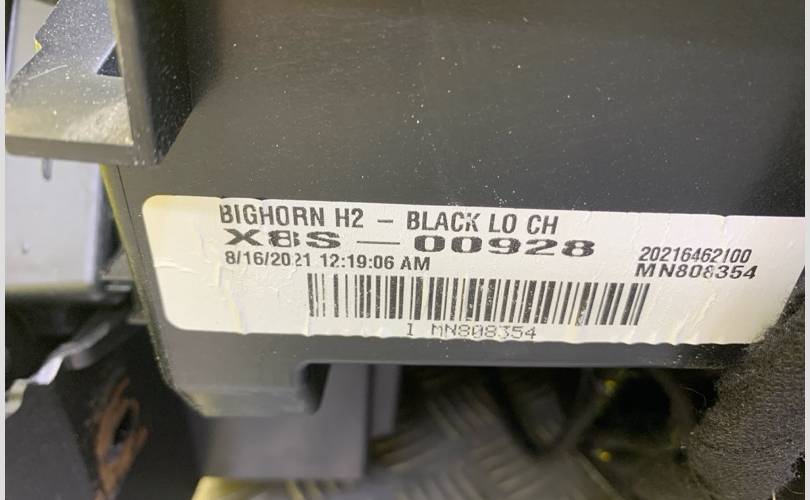 BIGHORN H2 - BLACK LO CH
X8S-00928
8/16/2021 12:19:06 AM
20216462100
MN808354
1 MN808354